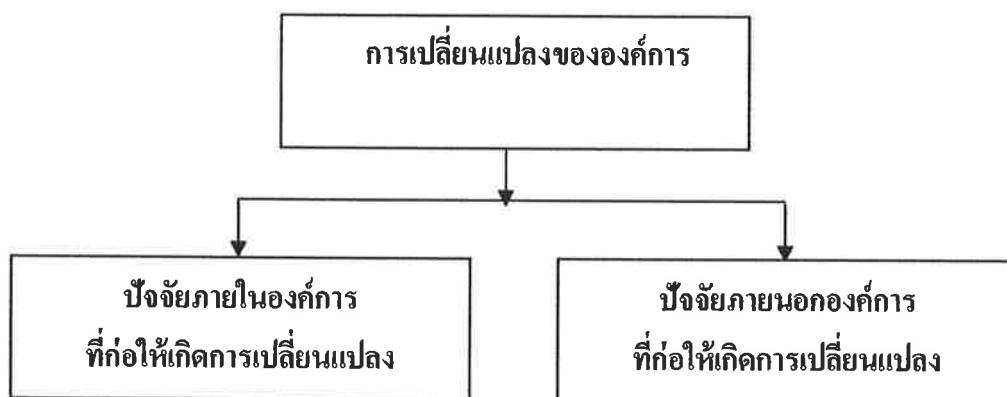 การเปลี่ยนแปลงขององค์การ
ปัจจัยภายในองค์การ
ที่ก่อให้เกิดการเปลี่ยนแปลง
ปัจจัยภายนอกองค์การ
ที่ก่อให้เกิดการเปลี่ยนแปลง